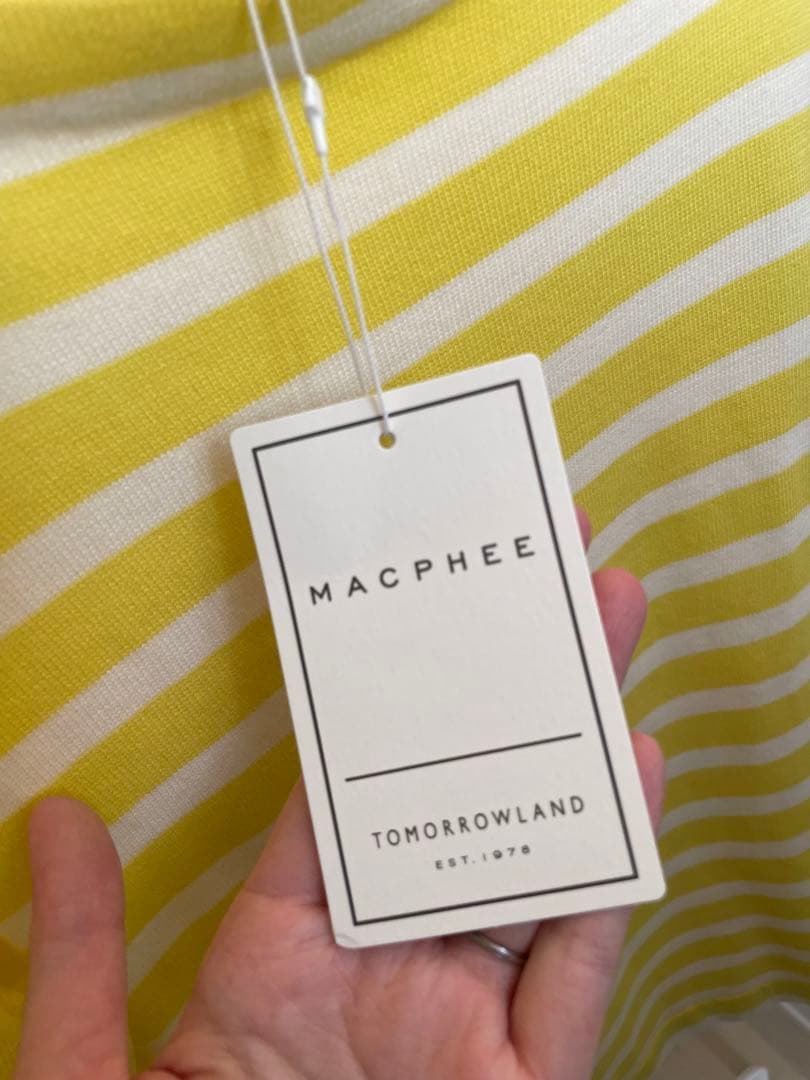 MACPHEE
TOMORROWLAND
EST. 1978